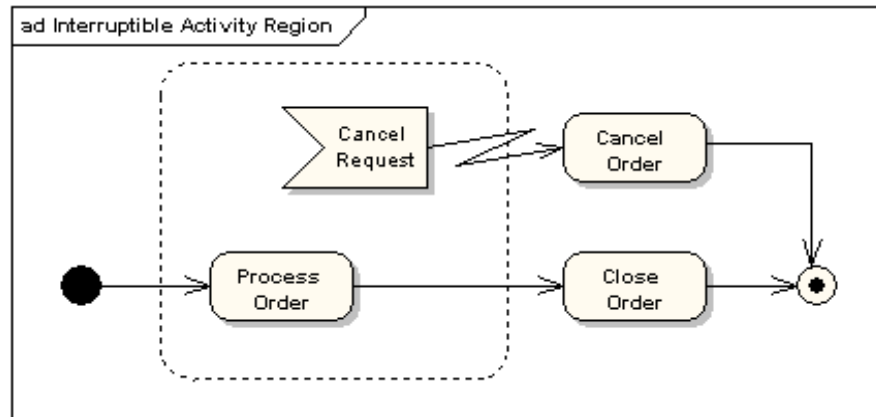 ad Interruptible Activity Region
Cancel
Request
Cancel
Order
Process
Order
Close
Order